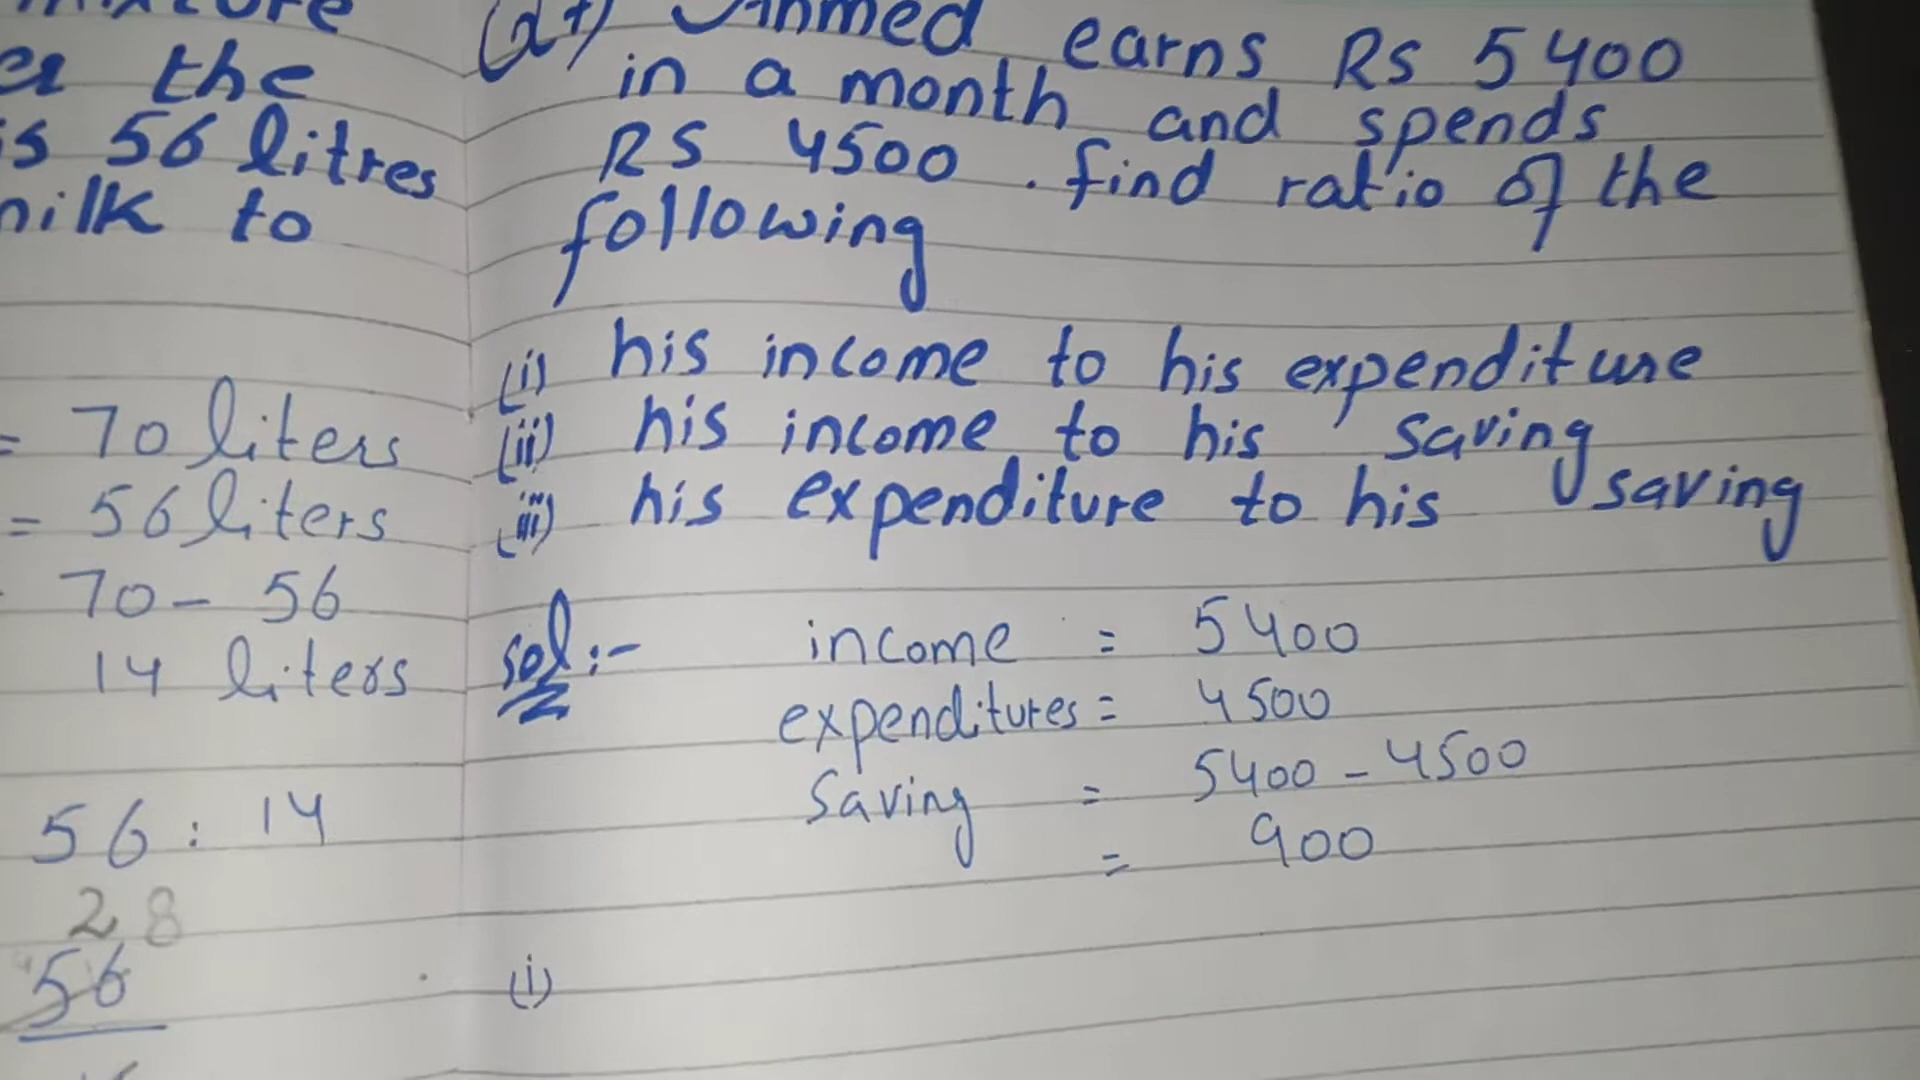 er the
is 56 litres
milk to
= 70 liters
= 56 liters
70 - 56
14 liters
56 : 14
28
56
Ahmed earns Rs 5400
in a month and spends
RS 4500 . find ratio of the
following
(i) his income to his expenditure
(ii) his income to his saving
(iii) his expenditure to his saving
sol:- income = 5400
expenditures = 4500
Saving = 5400 - 4500
= 900
(i)